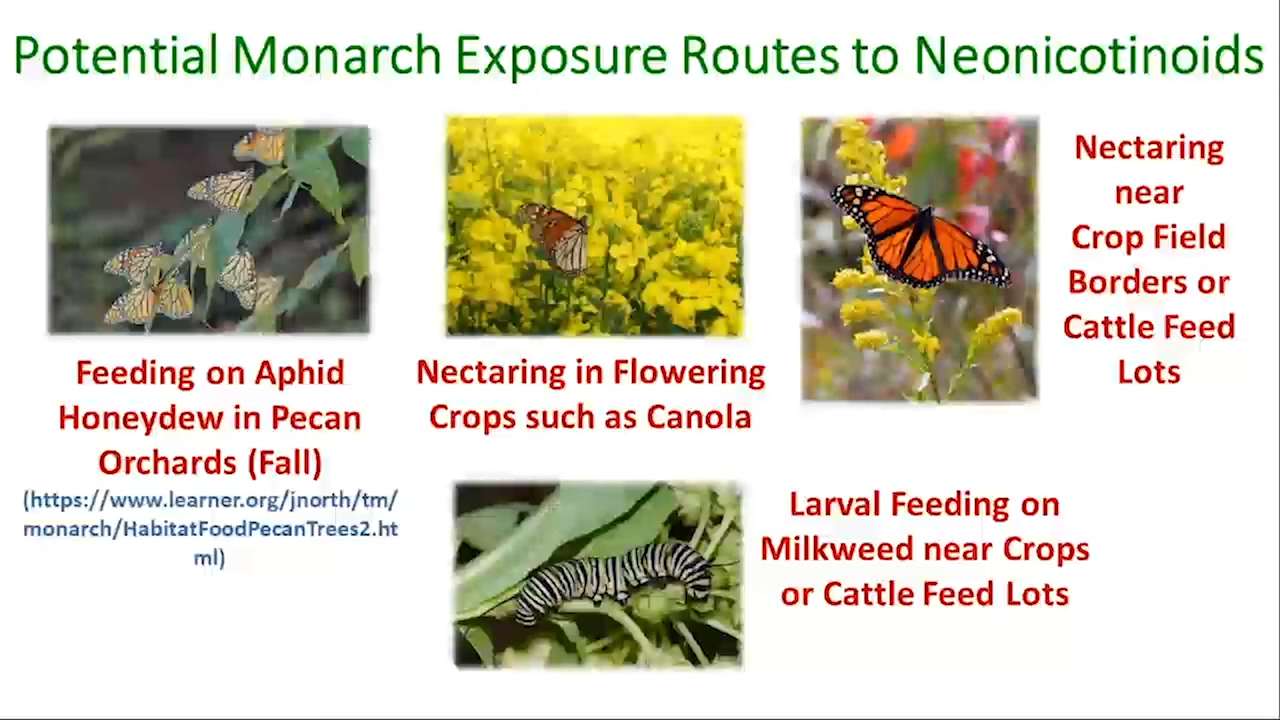 Potential Monarch Exposure Routes to Neonicotinoids
Feeding on Aphid
Honeydew in Pecan
Orchards (Fall)
(https://www.learner.org/jnorth/tm/
monarch/HabitatFoodPecanTrees2.ht
ml)
Nectaring in Flowering
Crops such as Canola
Nectaring
near
Crop Field
Borders or
Cattle Feed
Lots
Larval Feeding on
Milkweed near Crops
or Cattle Feed Lots